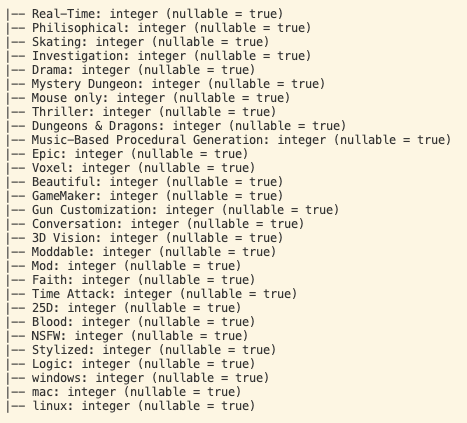 |-- Real-Time: integer (nullable = true)
|-- Philisophical: integer (nullable = true)
|-- Skating: integer (nullable = true)
|-- Investigation: integer (nullable = true)
|-- Drama: integer (nullable = true)
|-- Mystery Dungeon: integer (nullable = true)
|-- Mouse only: integer (nullable = true)
|-- Thriller: integer (nullable = true)
|-- Dungeons & Dragons: integer (nullable = true)
|-- Music-Based Procedural Generation: integer (nullable = true)
|-- Epic: integer (nullable = true)
|-- Voxel: integer (nullable = true)
|-- Beautiful: integer (nullable = true)
|-- GameMaker: integer (nullable = true)
|-- Gun Customization: integer (nullable = true)
|-- Conversation: integer (nullable = true)
|-- 3D Vision: integer (nullable = true)
|-- Moddable: integer (nullable = true)
|-- Mod: integer (nullable = true)
|-- Faith: integer (nullable = true)
|-- Time Attack: integer (nullable = true)
|-- 25D: integer (nullable = true)
|-- Blood: integer (nullable = true)
|-- NSFW: integer (nullable = true)
|-- Stylized: integer (nullable = true)
|-- Logic: integer (nullable = true)
|-- windows: integer (nullable = true)
|-- mac: integer (nullable = true)
|-- linux: integer (nullable = true)